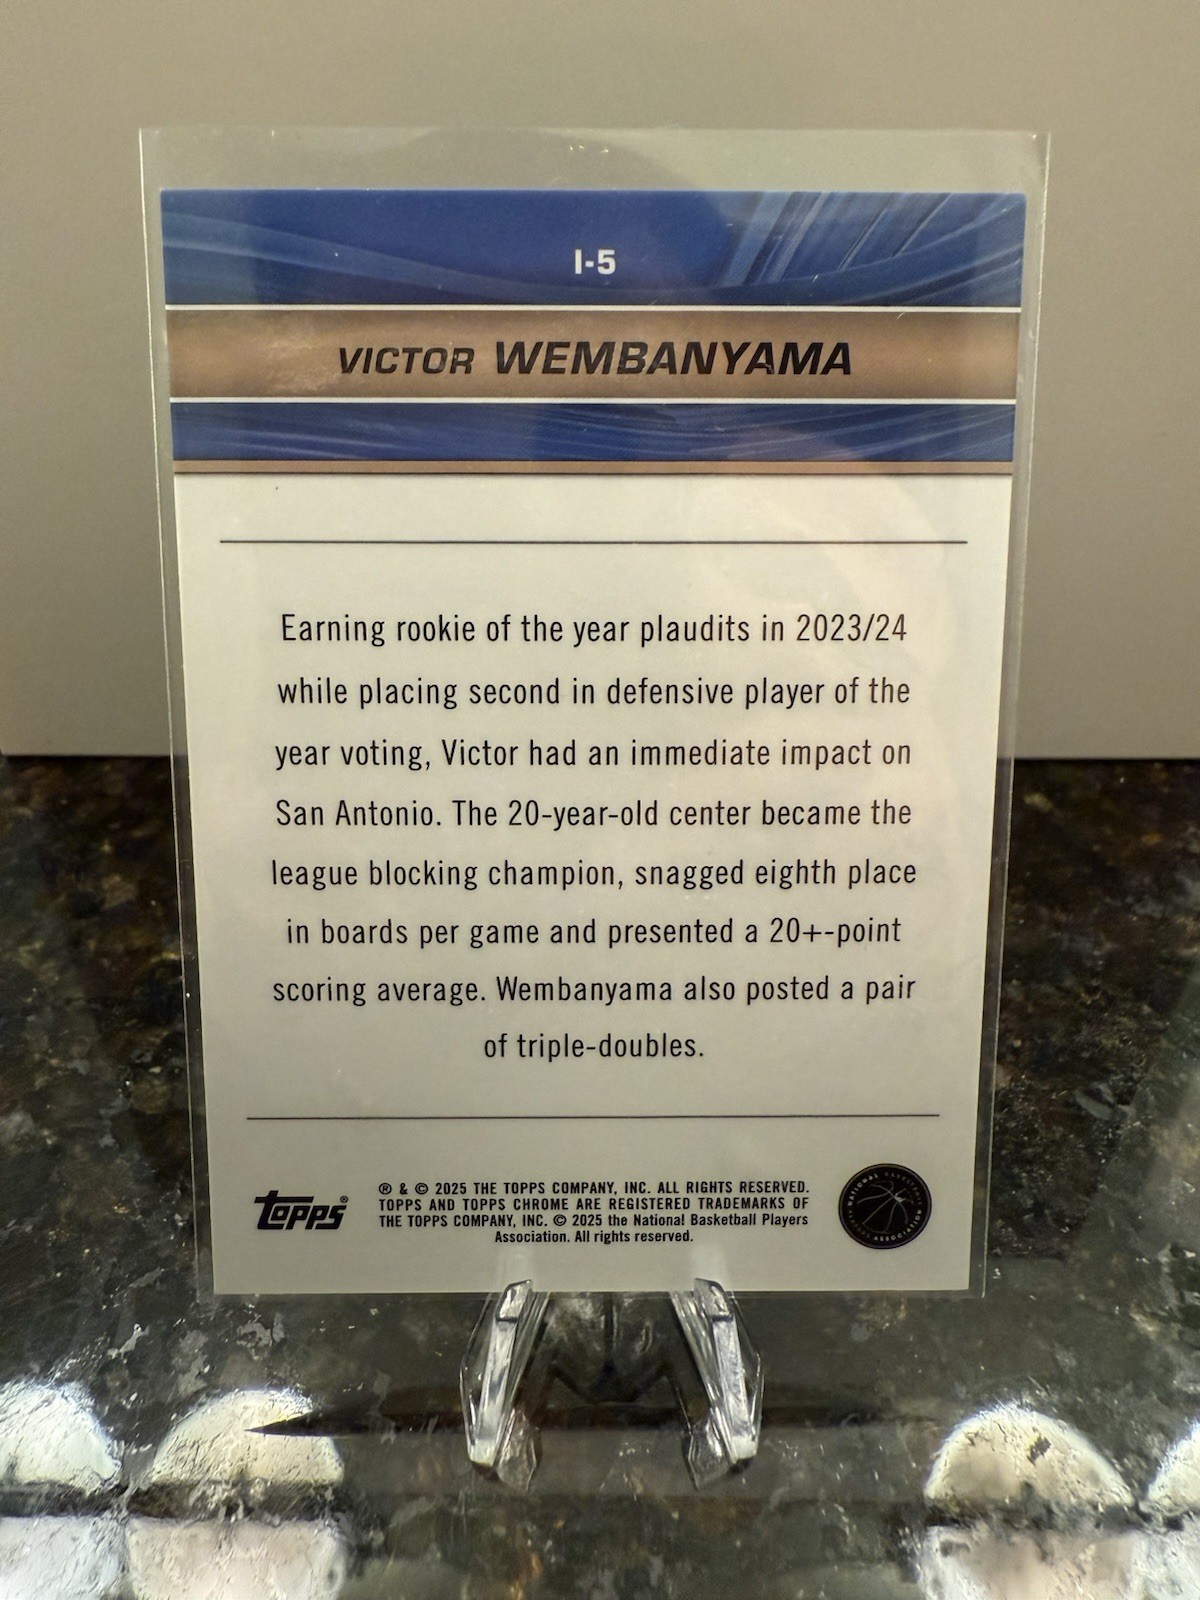 I-5
VICTOR WEMBANYAMA
Earning rookie of the year plaudits in 2023/24
while placing second in defensive player of the
year voting, Victor had an immediate impact on
San Antonio. The 20-year-old center became the
league blocking champion, snagged eighth place
in boards per game and presented a 20+-point
scoring average. Wembanyama also posted a pair
of triple-doubles.
topps®
® & © 2025 THE TOPPS COMPANY, INC. ALL RIGHTS RESERVED.
TOPPS AND TOPPS CHROME ARE REGISTERED TRADEMARKS OF
THE TOPPS COMPANY, INC. © 2025 the National Basketball Players
Association. All rights reserved.
NATIONAL BASKETBALL
PLAYERS ASSOCIATION